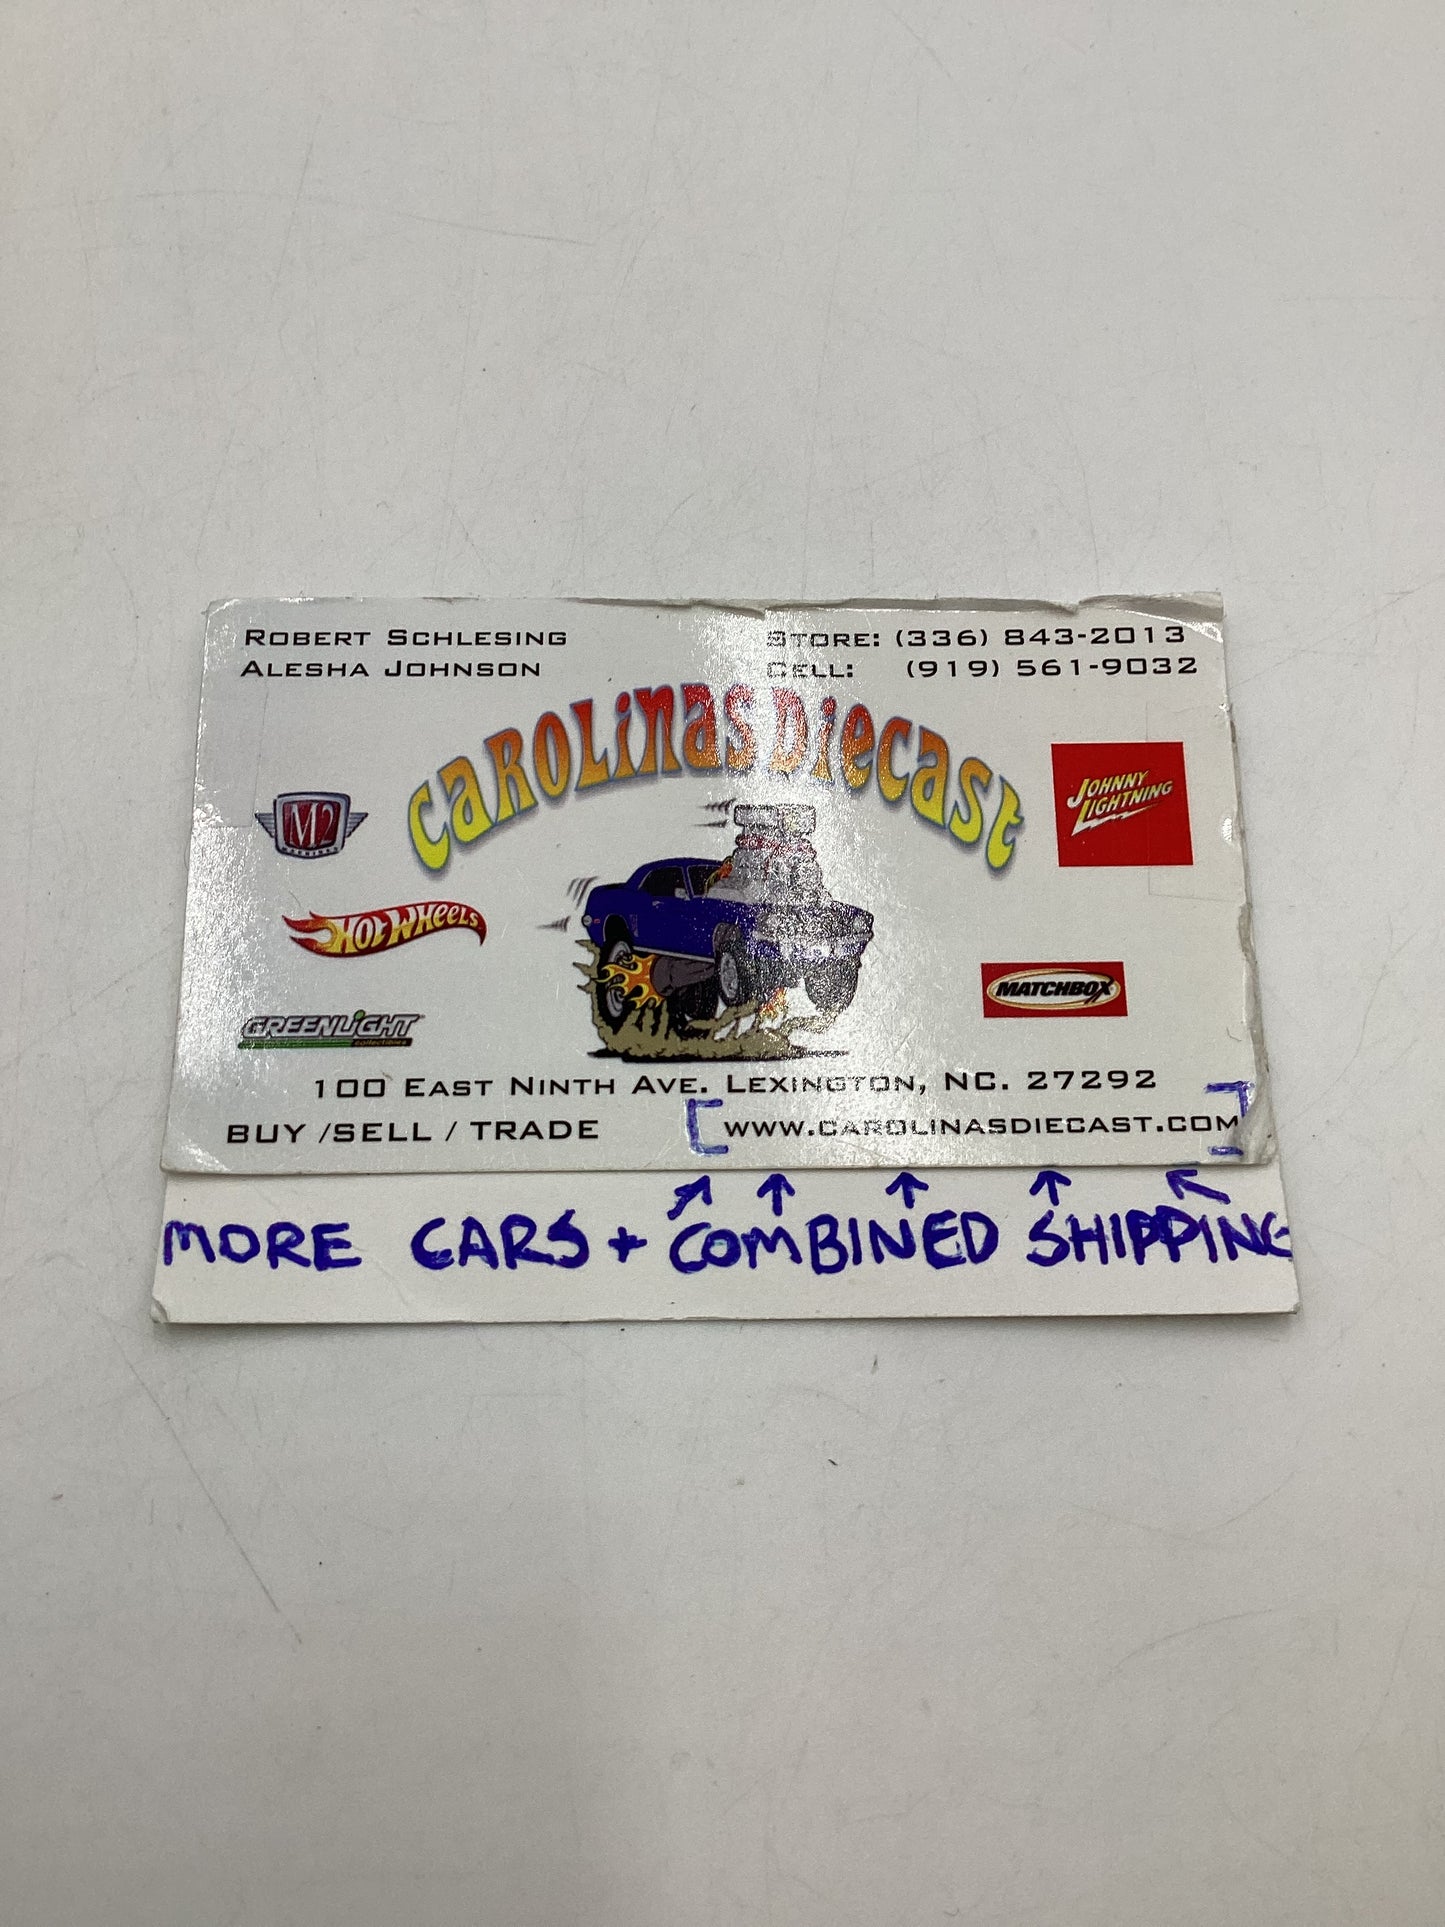 ROBERT SCHLESING
ALESHA JOHNSON
STORE: (336) 843-2013
CELL: (919) 561-9032
CAROLINAS DIECAST
M2
MACHINES
JOHNNY
LIGHTNING
HOT WHEELS
MATCHBOX
GREENLIGHT
collectibles
100 EAST NINTH AVE. LEXINGTON, NC. 27292
BUY /SELL / TRADE
WWW.CAROLINASDIECAST.COM
MORE CARS + COMBINED SHIPPING